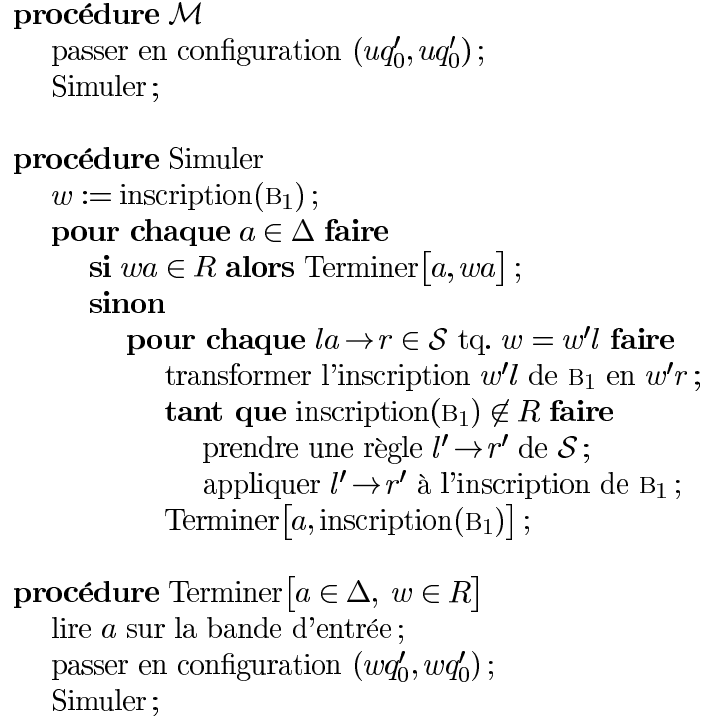 procédure ℳ
passer en configuration (uq′₀, uq′₀) ;
Simuler ;
procédure Simuler
w := inscription(B₁) ;
pour chaque a ∈ Δ faire
si wa ∈ R alors Terminer[a, wa] ;
sinon
pour chaque la → r ∈ 𝒮 tq. w = w′l faire
transformer l'inscription w′l de B₁ en w′r ;
tant que inscription(B₁) ∉ R faire
prendre une règle l′ → r′ de 𝒮 ;
appliquer l′ → r′ à l'inscription de B₁ ;
Terminer[a, inscription(B₁)] ;
procédure Terminer[a ∈ Δ, w ∈ R]
lire a sur la bande d'entrée ;
passer en configuration (wq′₀, wq′₀) ;
Simuler ;